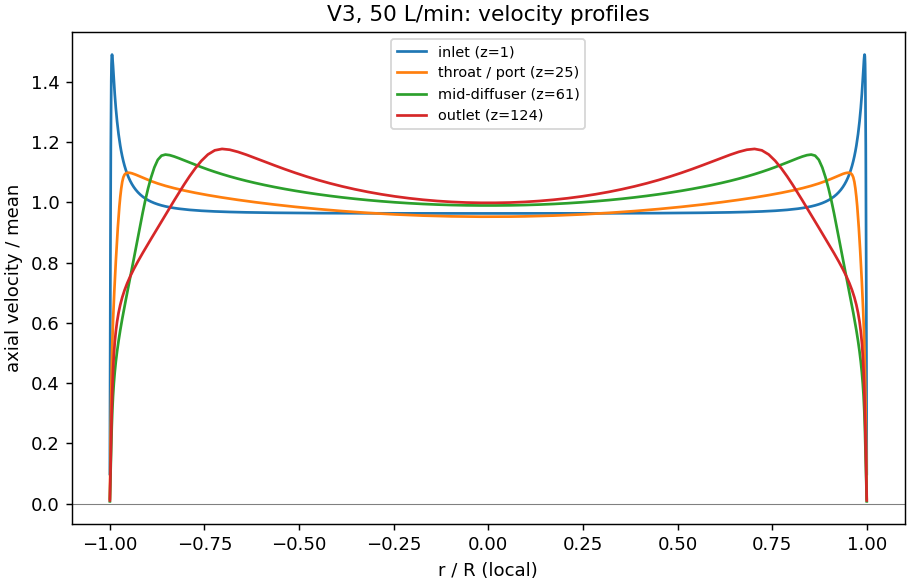 V3, 50 L/min: velocity profiles
inlet (z=1)
throat / port (z=25)
mid-diffuser (z=61)
outlet (z=124)
axial velocity / mean
1.4
1.2
1.0
0.8
0.6
0.4
0.2
0.0
−1.00 −0.75 −0.50 −0.25 0.00 0.25 0.50 0.75 1.00
r / R (local)